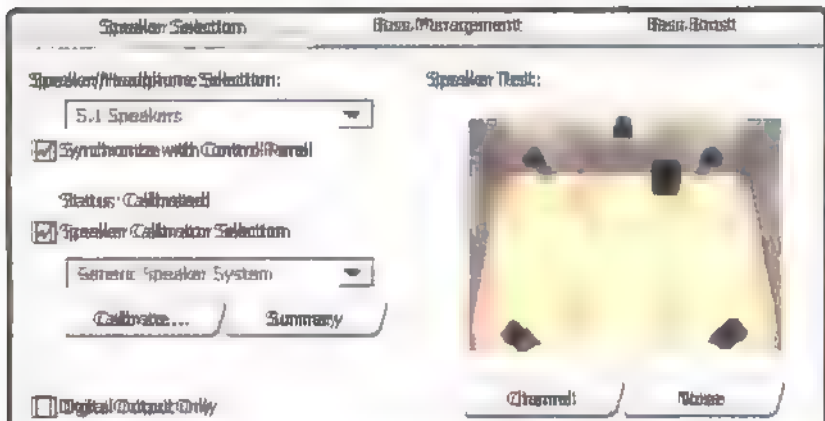 Speaker Selection
Bass Management
Bass Boost
Speaker/Headphone Selection:
5.1 Speakers
Synchronize with Control Panel
Status: Calibrated
Speaker Calibrator Selection
Generic Speaker System
Calibrate...
Summary
Digital Output Only
Speaker Test:
Channel
Noise